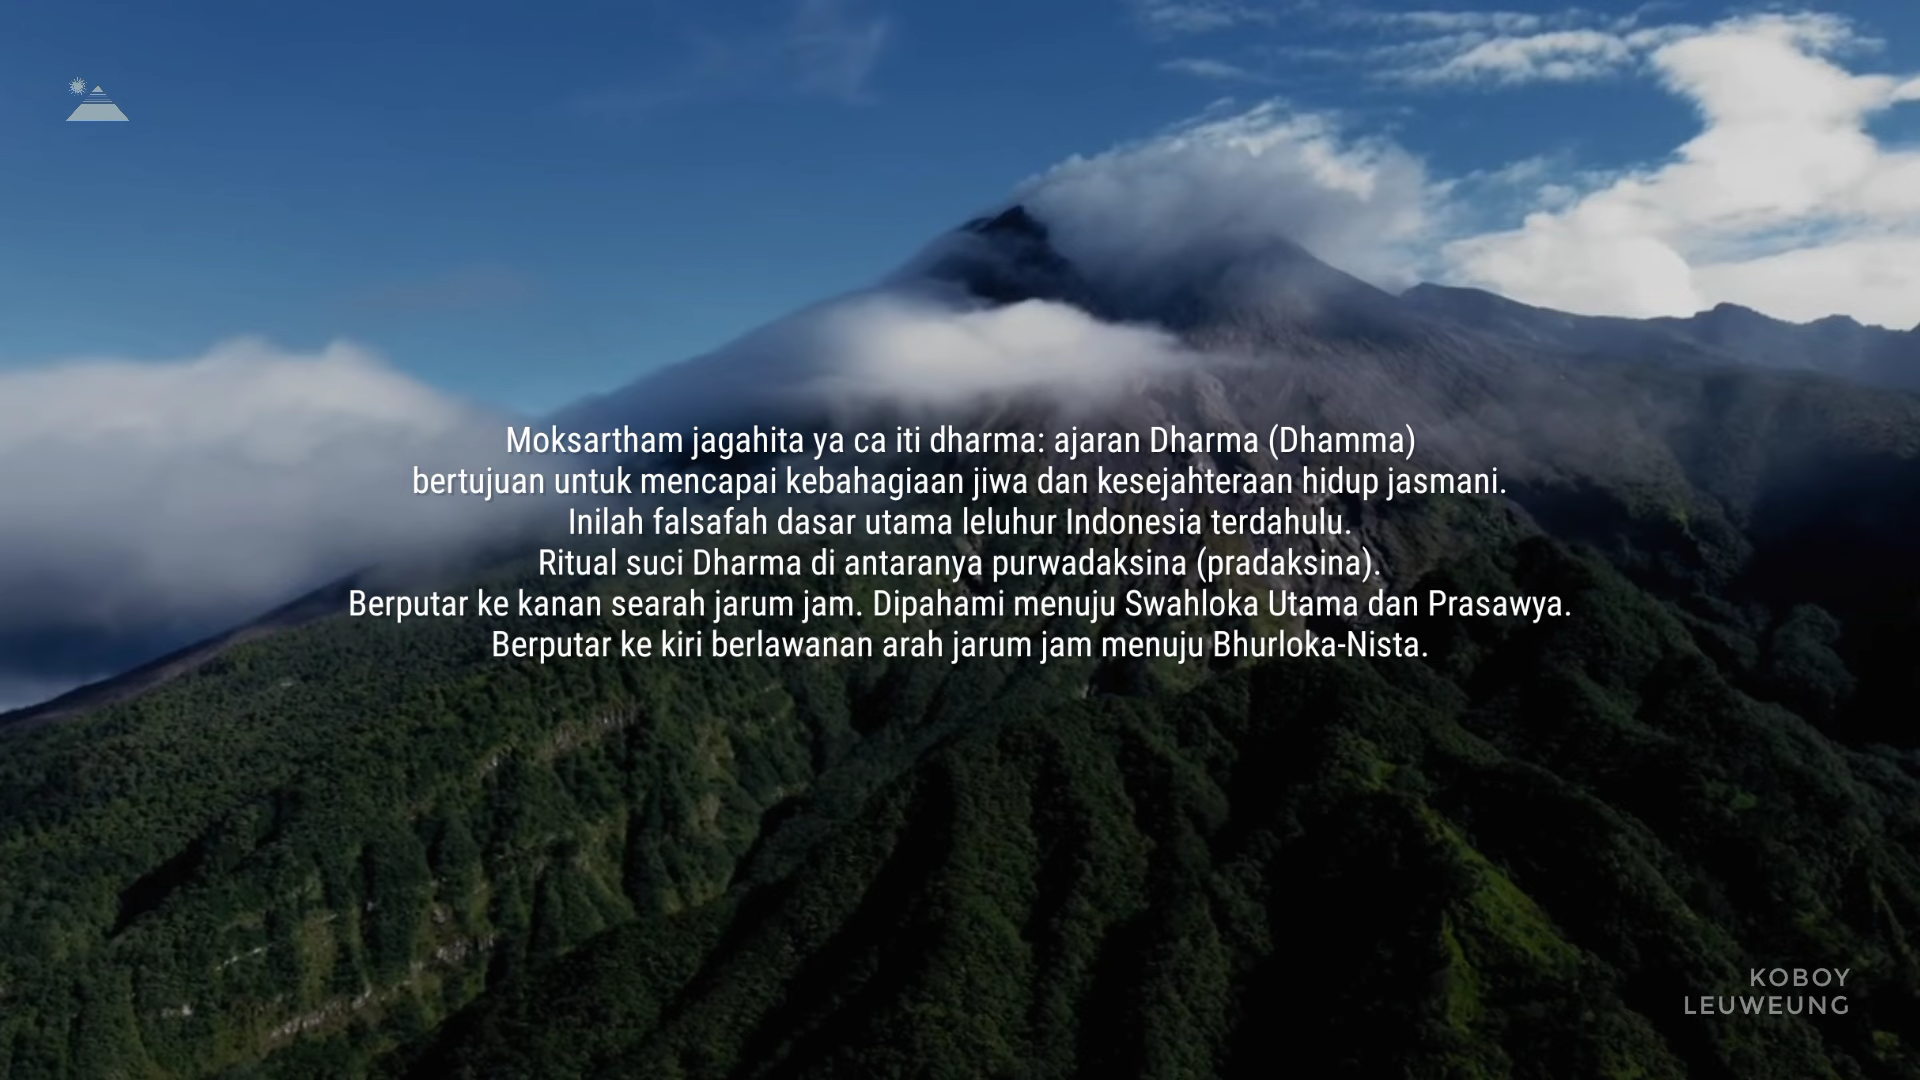 Moksartham jagahita ya ca iti dharma: ajaran Dharma (Dhamma)
bertujuan untuk mencapai kebahagiaan jiwa dan kesejahteraan hidup jasmani.
Inilah falsafah dasar utama leluhur Indonesia terdahulu.
Ritual suci Dharma di antaranya purwadaksina (pradaksina).
Berputar ke kanan searah jarum jam. Dipahami menuju Swahloka Utama dan Prasawya.
Berputar ke kiri berlawanan arah jarum jam menuju Bhurloka-Nista.
KOBOY
LEUWEUNG